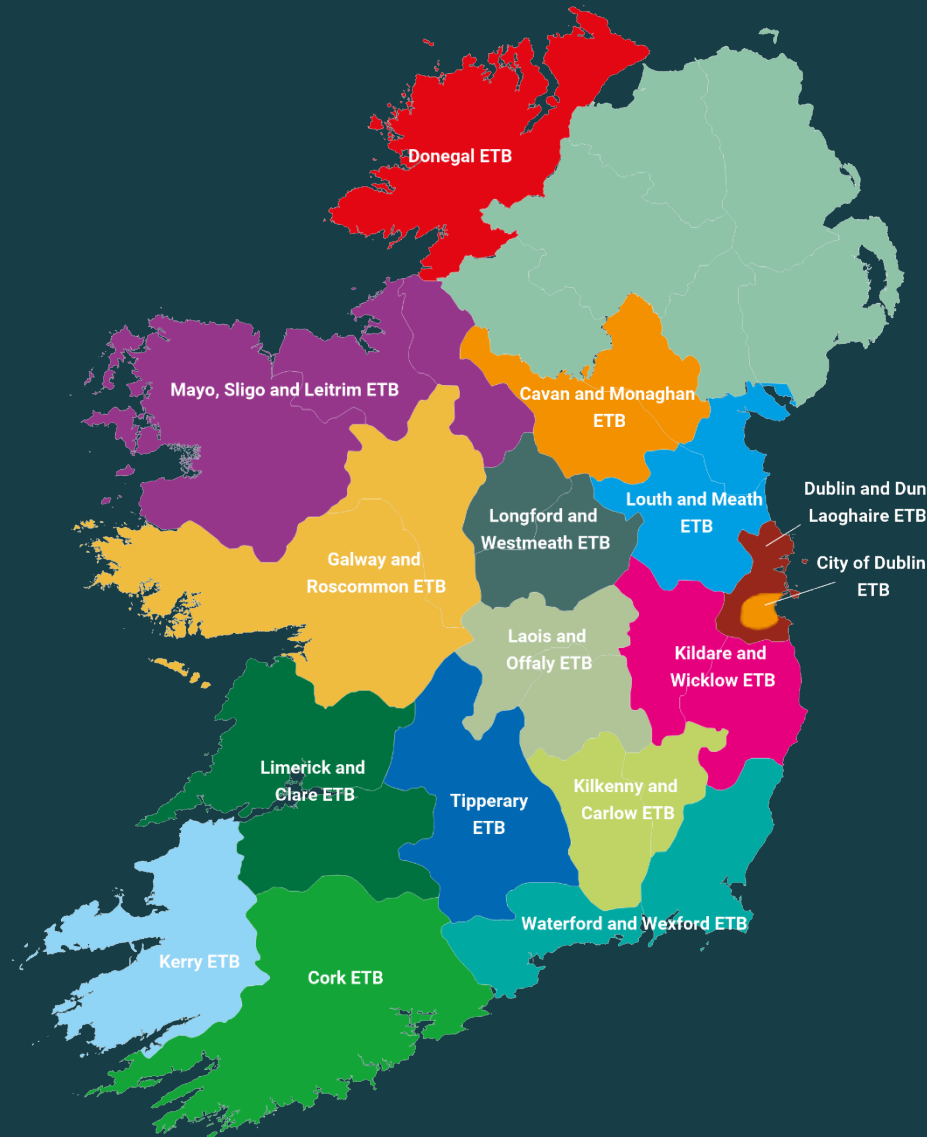 Donegal ETB
Mayo, Sligo and Leitrim ETB
Cavan and Monaghan
ETB
Louth and Meath
ETB
Dublin and Dun
Laoghaire ETB
City of Dublin
ETB
Longford and
Westmeath ETB
Galway and
Roscommon ETB
Laois and
Offaly ETB
Kildare and
Wicklow ETB
Limerick and
Clare ETB
Tipperary
ETB
Kilkenny and
Carlow ETB
Waterford and Wexford ETB
Kerry ETB
Cork ETB